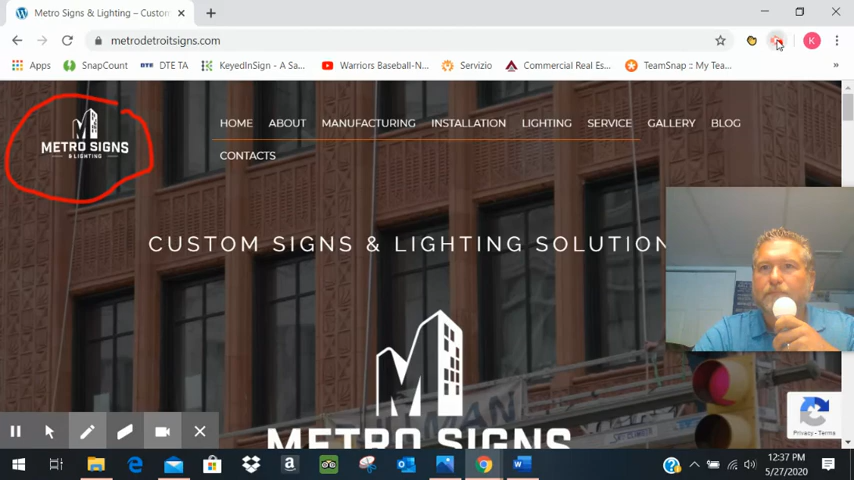 Metro Signs & Lighting – Custom
metrodetroitsigns.com
K
Apps SnapCount DTE DTE TA KeyedInSign - A Sa... Warriors Baseball-N... Servizio Commercial Real Es... TeamSnap :: My Tea... »
METRO SIGNS
& LIGHTING
HOME ABOUT MANUFACTURING INSTALLATION LIGHTING SERVICE GALLERY BLOG
CONTACTS
CUSTOM SIGNS & LIGHTING SOLUTION
METRO SIGNS
Privacy - Terms
12:37 PM
5/27/2020